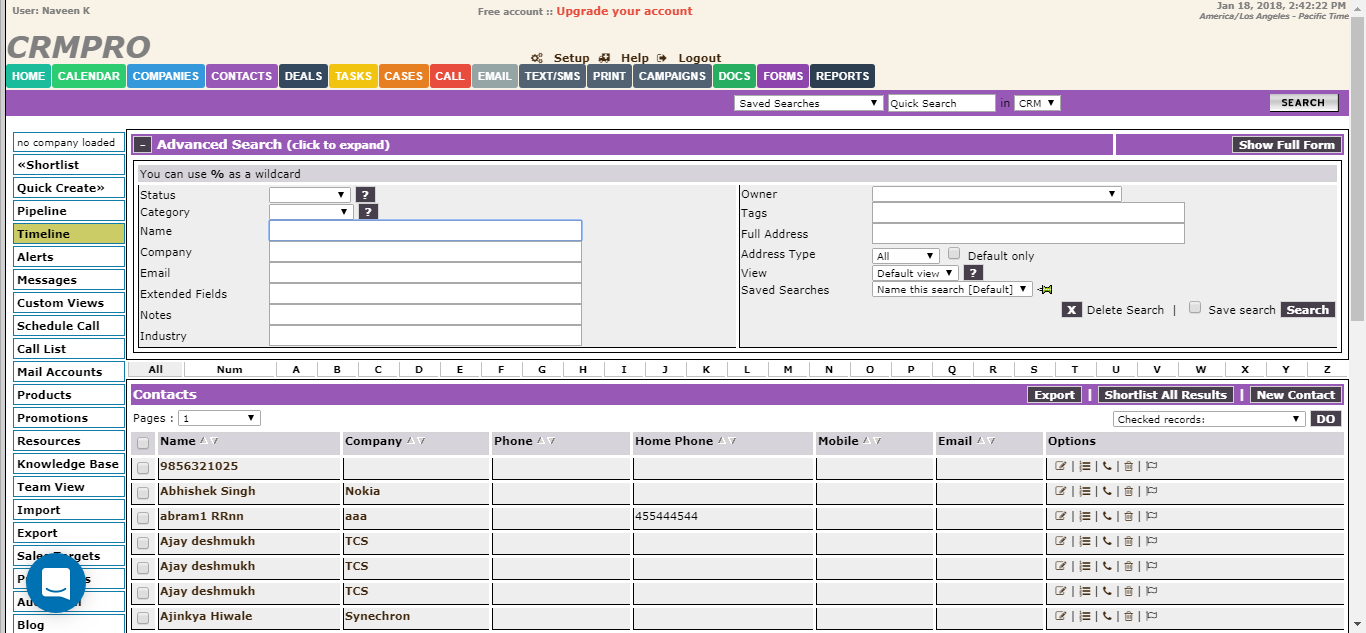 User: Naveen K
Free account :: Upgrade your account
Jan 18, 2018, 2:42:22 PM
America/Los Angeles - Pacific Time
CRMPRO
Setup Help Logout
HOME CALENDAR COMPANIES CONTACTS DEALS TASKS CASES CALL EMAIL TEXT/SMS PRINT CAMPAIGNS DOCS FORMS REPORTS
Saved Searches Quick Search in CRM SEARCH
no company loaded
«Shortlist
Quick Create»
Pipeline
Timeline
Alerts
Messages
Custom Views
Schedule Call
Call List
Mail Accounts
Products
Promotions
Resources
Knowledge Base
Team View
Import
Export
Blog
- Advanced Search (click to expand) Show Full Form
You can use % as a wildcard
Status ?
Category ?
Name
Company
Email
Extended Fields
Notes
Industry
Owner
Tags
Full Address
Address Type All Default only
View Default view ?
Saved Searches Name this search [Default]
X Delete Search | Save search Search
All Num A B C D E F G H I J K L M N O P Q R S T U V W X Y Z
Contacts Export | Shortlist All Results | New Contact
Pages : 1 Checked records: DO
Name Company Phone Home Phone Mobile Email Options
9856321025
Abhishek Singh Nokia
abram1 RRnn aaa 455444544
Ajay deshmukh TCS
Ajay deshmukh TCS
Ajay deshmukh TCS
Ajinkya Hiwale Synechron